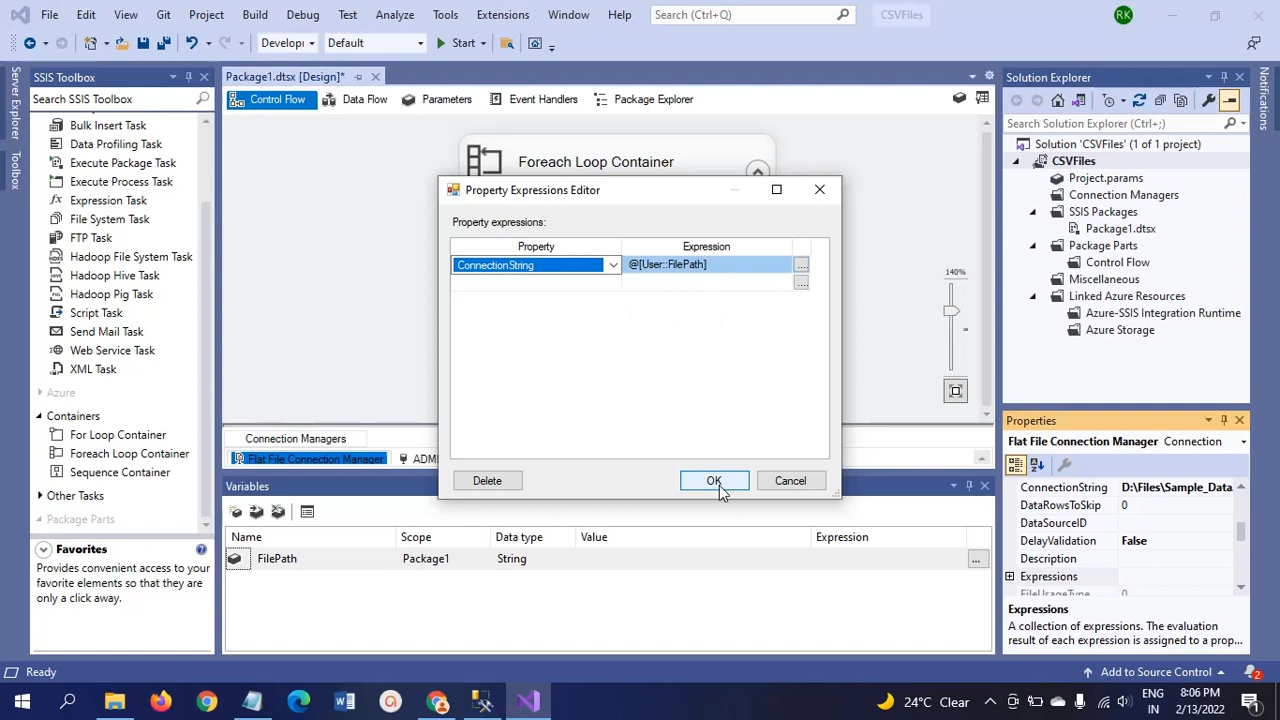 File Edit View Git Project Build Debug Test Analyze Tools Extensions Window Help Search (Ctrl+Q) CSVFiles RK
Developi Default Start
Server Explorer
Toolbox
SSIS Toolbox
Search SSIS Toolbox
Bulk Insert Task
Data Profiling Task
Execute Package Task
Execute Process Task
fx Expression Task
File System Task
FTP Task
Hadoop File System Task
Hadoop Hive Task
Hadoop Pig Task
Script Task
Send Mail Task
Web Service Task
XML Task
Azure
Containers
For Loop Container
Foreach Loop Container
Sequence Container
Other Tasks
Package Parts
Favorites
Provides convenient access to your
favorite elements so that they are
only a click away.
Package1.dtsx [Design]*
Control Flow Data Flow Parameters Event Handlers Package Explorer
Foreach Loop Container
140%
Property Expressions Editor
Property expressions:
Property Expression
ConnectionString @[User::FilePath] ...
...
Delete OK Cancel
Connection Managers
Flat File Connection Manager ADMI
Variables
Name Scope Data type Value Expression
FilePath Package1 String ...
Solution Explorer
Search Solution Explorer (Ctrl+;)
Solution 'CSVFiles' (1 of 1 project)
CSVFiles
Project.params
Connection Managers
SSIS Packages
Package1.dtsx
Package Parts
Control Flow
Miscellaneous
Linked Azure Resources
Azure-SSIS Integration Runtime
Azure Storage
Properties
Flat File Connection Manager Connection
ConnectionString D:\Files\Sample_Data
DataRowsToSkip 0
DataSourceID
DelayValidation False
Description
Expressions
FileUsageType 0
Expressions
A collection of expressions. The evaluation
result of each expression is assigned to a prop...
Notifications
Ready Add to Source Control 2
24°C Clear ENG
IN 8:06 PM
2/13/2022 1